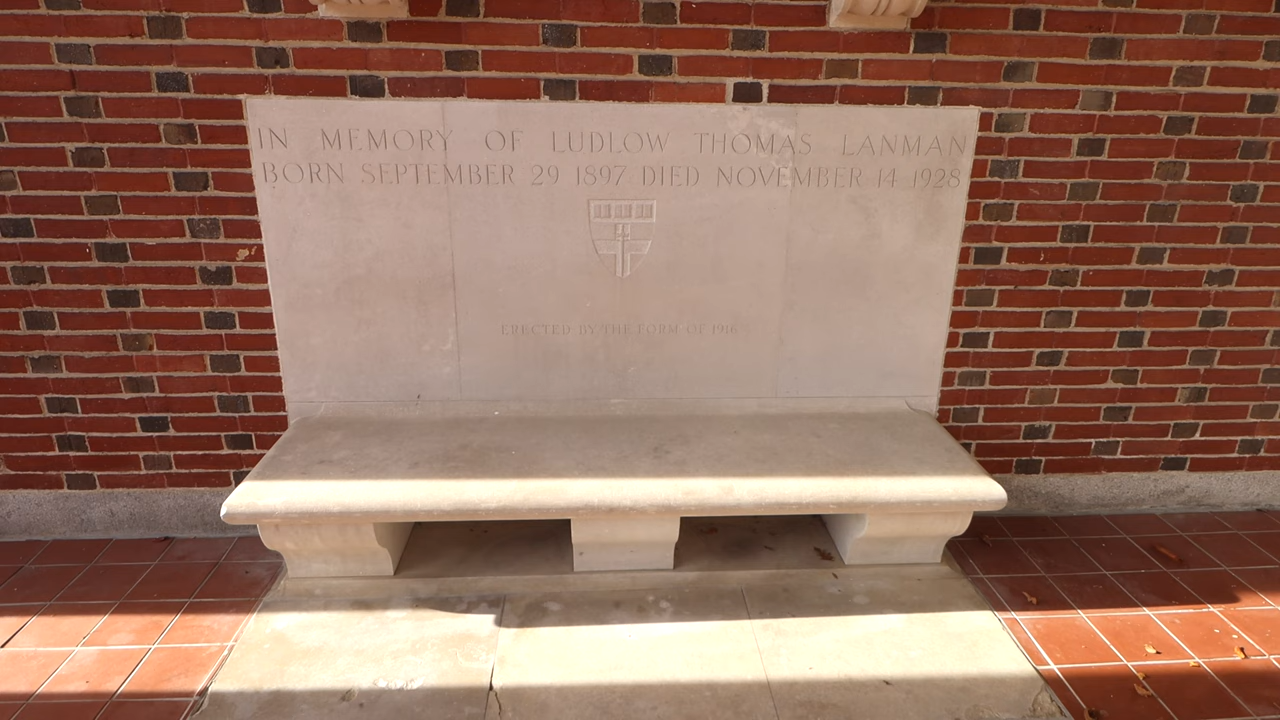 IN MEMORY OF LUDLOW THOMAS LANMAN
BORN SEPTEMBER 29 1897 DIED NOVEMBER 14 1928
ERECTED BY THE FORM OF 1916